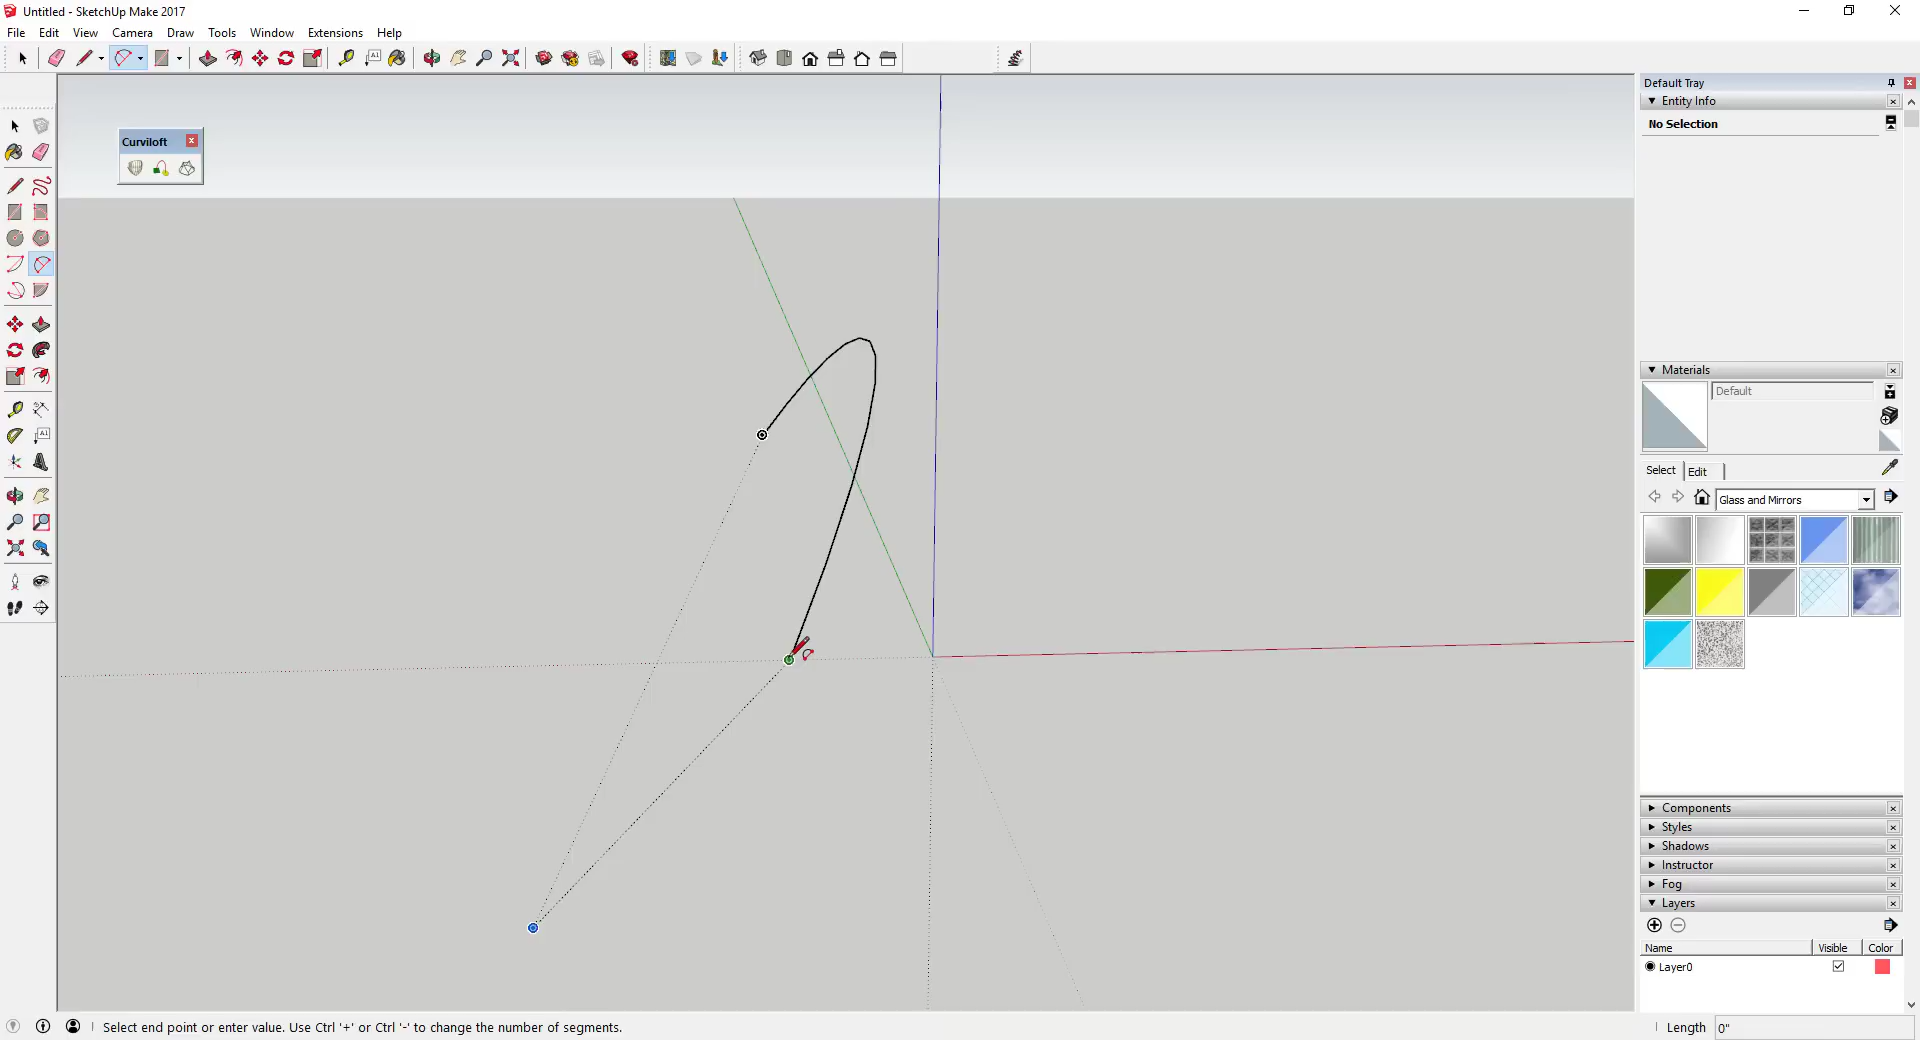 Untitled - SketchUp Make 2017
File Edit View Camera Draw Tools Window Extensions Help
Default Tray
Entity Info
No Selection
Curviloft
Materials
Default
Select Edit
Glass and Mirrors
Components
Styles
Shadows
Instructor
Fog
Layers
Name Visible Color
Layer0
Select end point or enter value. Use Ctrl '+' or Ctrl '-' to change the number of segments.
Length 0"